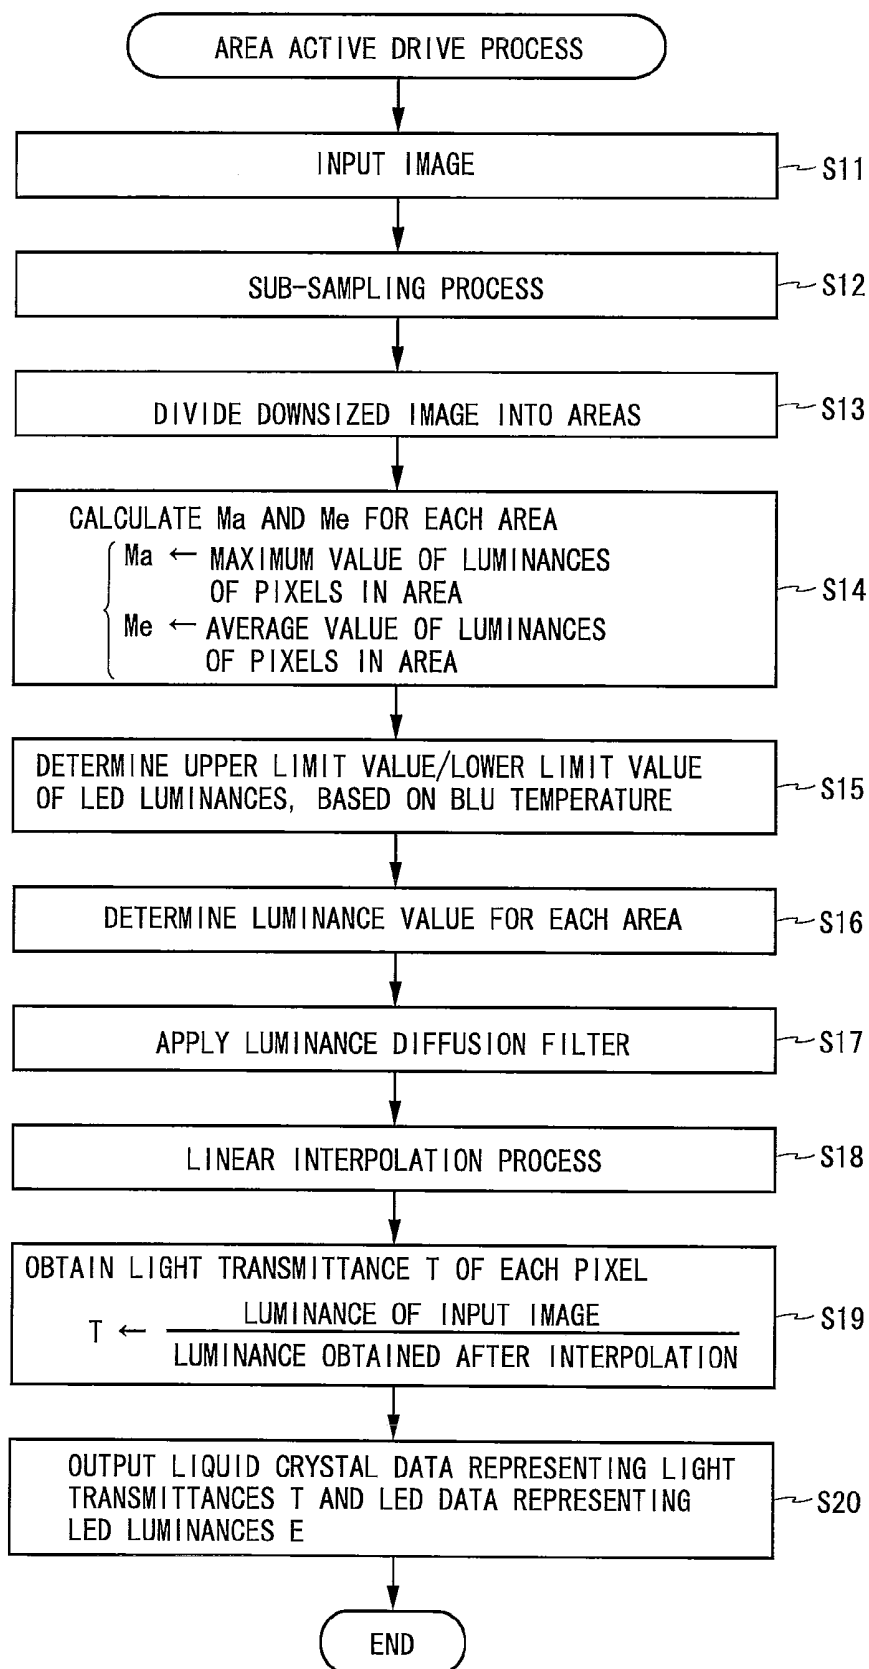 AREA ACTIVE DRIVE PROCESS
INPUT IMAGE
S11
SUB-SAMPLING PROCESS
S12
DIVIDE DOWNSIZED IMAGE INTO AREAS
S13
CALCULATE Ma AND Me FOR EACH AREA
Ma ← MAXIMUM VALUE OF LUMINANCES
OF PIXELS IN AREA
Me ← AVERAGE VALUE OF LUMINANCES
OF PIXELS IN AREA
S14
DETERMINE UPPER LIMIT VALUE/LOWER LIMIT VALUE
OF LED LUMINANCES, BASED ON BLU TEMPERATURE
S15
DETERMINE LUMINANCE VALUE FOR EACH AREA
S16
APPLY LUMINANCE DIFFUSION FILTER
S17
LINEAR INTERPOLATION PROCESS
S18
OBTAIN LIGHT TRANSMITTANCE T OF EACH PIXEL
LUMINANCE OF INPUT IMAGE
T ←
LUMINANCE OBTAINED AFTER INTERPOLATION
S19
OUTPUT LIQUID CRYSTAL DATA REPRESENTING LIGHT
TRANSMITTANCES T AND LED DATA REPRESENTING
LED LUMINANCES E
S20
END